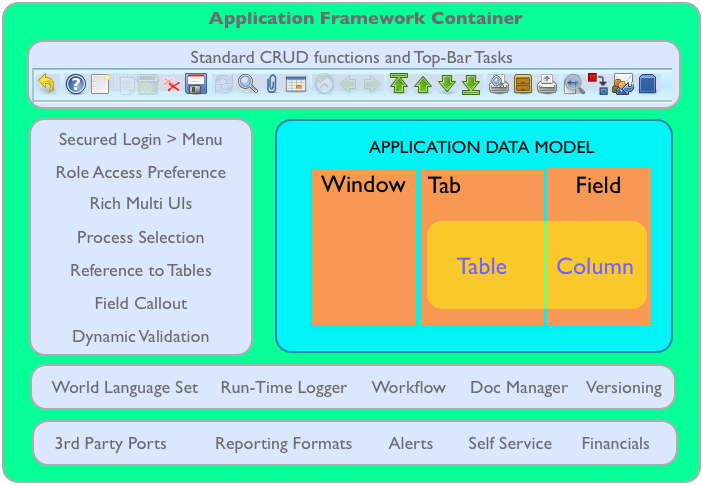 Application Framework Container
Standard CRUD functions and Top-Bar Tasks
Secured Login > Menu
Role Access Preference
Rich Multi UIs
Process Selection
Reference to Tables
Field Callout
Dynamic Validation
APPLICATION DATA MODEL
Window Tab Field
Table Column
World Language Set Run-Time Logger Workflow Doc Manager Versioning
3rd Party Ports Reporting Formats Alerts Self Service Financials